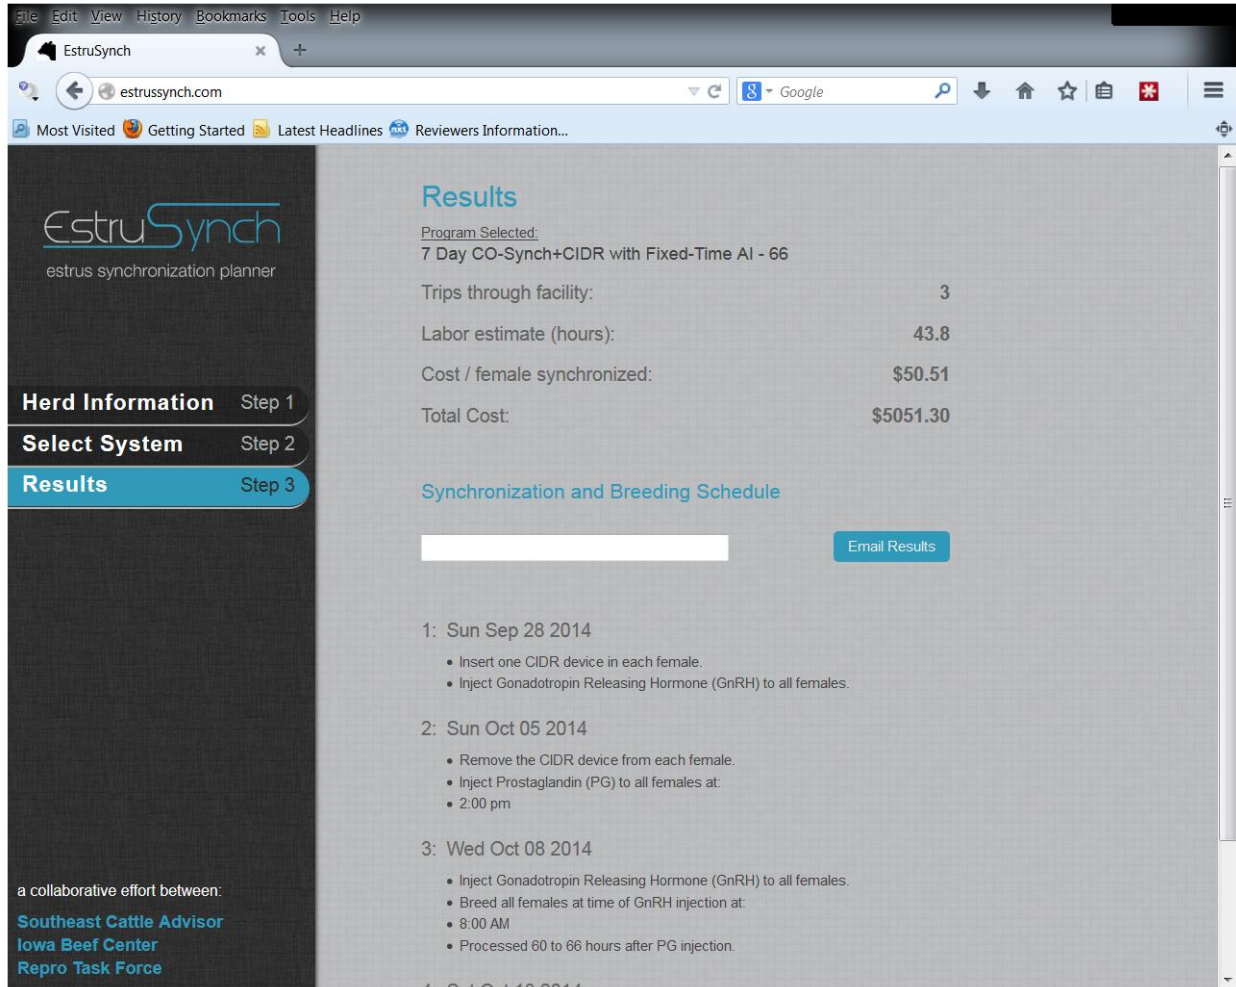 File Edit View History Bookmarks Tools Help
EstruSynch
estrussynch.com
Google
Most Visited Getting Started Latest Headlines Reviewers Information...
EstruSynch
estrus synchronization planner
Herd Information Step 1
Select System Step 2
Results Step 3
a collaborative effort between:
Southeast Cattle Advisor
Iowa Beef Center
Repro Task Force
Results
Program Selected:
7 Day CO-Synch+CIDR with Fixed-Time AI - 66
Trips through facility: 3
Labor estimate (hours): 43.8
Cost / female synchronized: $50.51
Total Cost: $5051.30
Synchronization and Breeding Schedule
Email Results
1: Sun Sep 28 2014
• Insert one CIDR device in each female.
• Inject Gonadotropin Releasing Hormone (GnRH) to all females.
2: Sun Oct 05 2014
• Remove the CIDR device from each female.
• Inject Prostaglandin (PG) to all females at:
• 2:00 pm
3: Wed Oct 08 2014
• Inject Gonadotropin Releasing Hormone (GnRH) to all females.
• Breed all females at time of GnRH injection at:
• 8:00 AM
• Processed 60 to 66 hours after PG injection.